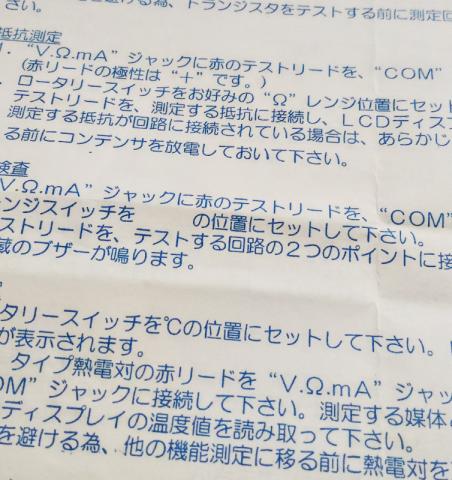 さい。
避ける為、トランジスタをテストする前に測定回
抵抗測定
1. “V.Ω.mA” ジャックに赤のテストリードを、“COM”
(赤リードの極性は “+” です。)
. ロータリースイッチをお好みの “Ω” レンジ位置にセット
テストリードを、測定する抵抗に接続し、LCDディス
測定する抵抗が回路に接続されている場合は、あらかじ
る前にコンデンサを放電しておいて下さい。
検査
V.Ω.mA” ジャックに赤のテストリードを、“COM”
ンジスイッチを の位置にセットして下さい。
ストリードを、テストする回路の2つのポイントに接
蔵のブザーが鳴ります。
タリースイッチを℃の位置にセットして下さい。
が表示されます。
タイプ熱電対の赤リードを “V.Ω.mA” ジャッ
OM” ジャックに接続して下さい。測定する媒体
ディスプレイの温度値を読み取って下さい。
を避ける為、他の機能測定に移る前に熱電対を